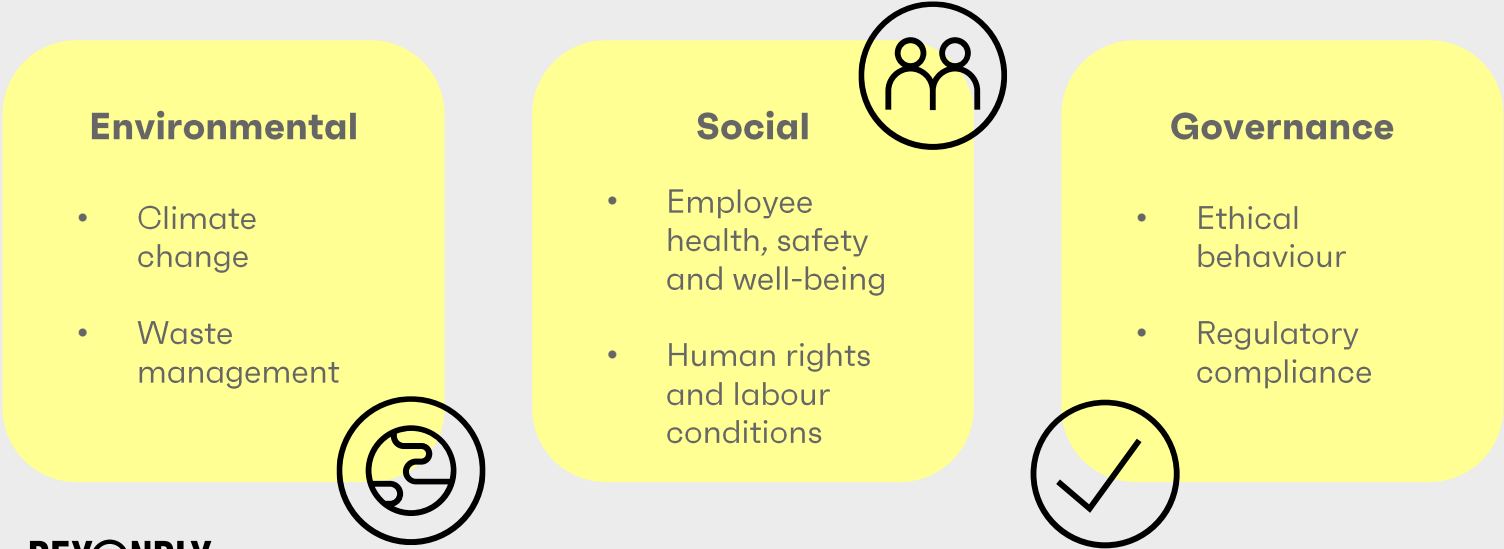 Environmental
• Climate
change
• Waste
management
Social
• Employee
health, safety
and well-being
• Human rights
and labour
conditions
Governance
• Ethical
behaviour
• Regulatory
compliance
BEYONDLY